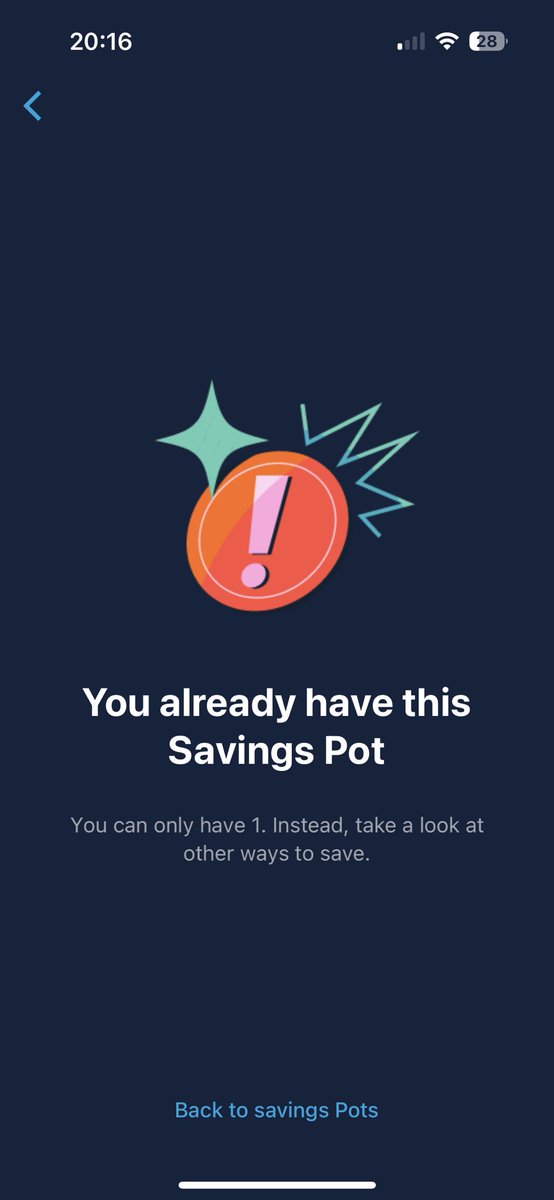 20:16
28
!
You already have this
Savings Pot
You can only have 1. Instead, take a look at
other ways to save.
Back to savings Pots